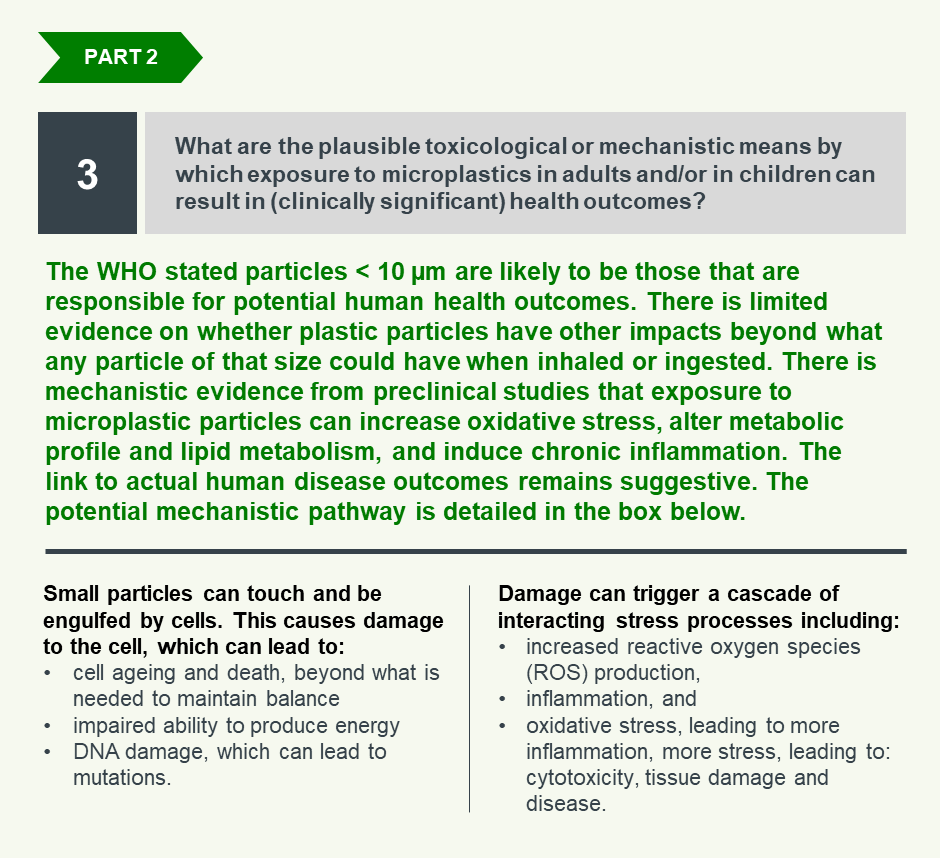 PART 2
3
What are the plausible toxicological or mechanistic means by
which exposure to microplastics in adults and/or in children can
result in (clinically significant) health outcomes?
The WHO stated particles < 10 µm are likely to be those that are
responsible for potential human health outcomes. There is limited
evidence on whether plastic particles have other impacts beyond what
any particle of that size could have when inhaled or ingested. There is
mechanistic evidence from preclinical studies that exposure to
microplastic particles can increase oxidative stress, alter metabolic
profile and lipid metabolism, and induce chronic inflammation. The
link to actual human disease outcomes remains suggestive. The
potential mechanistic pathway is detailed in the box below.
Small particles can touch and be
engulfed by cells. This causes damage
to the cell, which can lead to:
• cell ageing and death, beyond what is
needed to maintain balance
• impaired ability to produce energy
• DNA damage, which can lead to
mutations.
Damage can trigger a cascade of
interacting stress processes including:
• increased reactive oxygen species
(ROS) production,
• inflammation, and
• oxidative stress, leading to more
inflammation, more stress, leading to:
cytotoxicity, tissue damage and
disease.